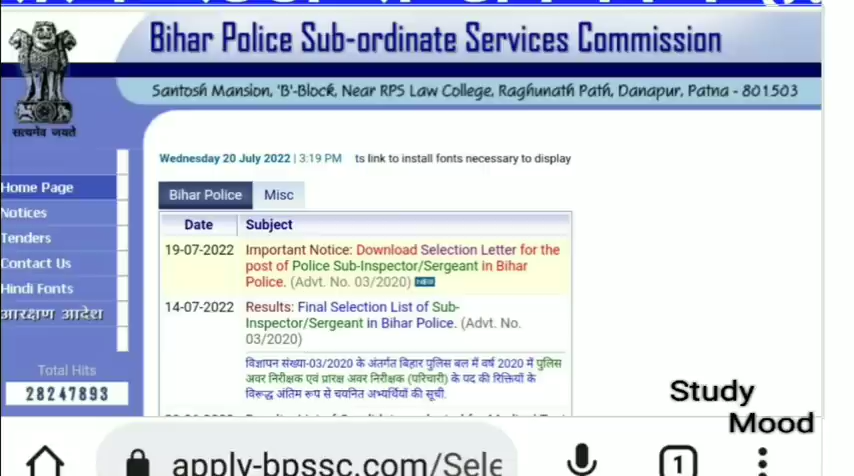 Bihar Police Sub-ordinate Services Commission
Santosh Mansion, 'B'-Block, Near RPS Law College, Raghunath Path, Danapur, Patna - 801503
सत्यमेव जयते
Wednesday 20 July 2022 | 3:19 PM ts link to install fonts necessary to display
Home Page
Notices
Tenders
Contact Us
Hindi Fonts
आरक्षण आदेश
Total Hits
28247893
Bihar Police Misc
Date Subject
19-07-2022 Important Notice: Download Selection Letter for the
post of Police Sub-Inspector/Sergeant in Bihar
Police. (Advt. No. 03/2020) NEW
14-07-2022 Results: Final Selection List of Sub-
Inspector/Sergeant in Bihar Police. (Advt. No.
03/2020)
विज्ञापन संख्या-03/2020 के अंतर्गत बिहार पुलिस बल में वर्ष 2020 में पुलिस
अवर निरीक्षक एवं प्रारक्ष अवर निरीक्षक (परिचारी) के पद की रिक्तियों के
विरूद्ध अंतिम रूप से चयनित अभ्यर्थियों की सूची.
Study
Mood
apply-bpssc.com/Sele
1